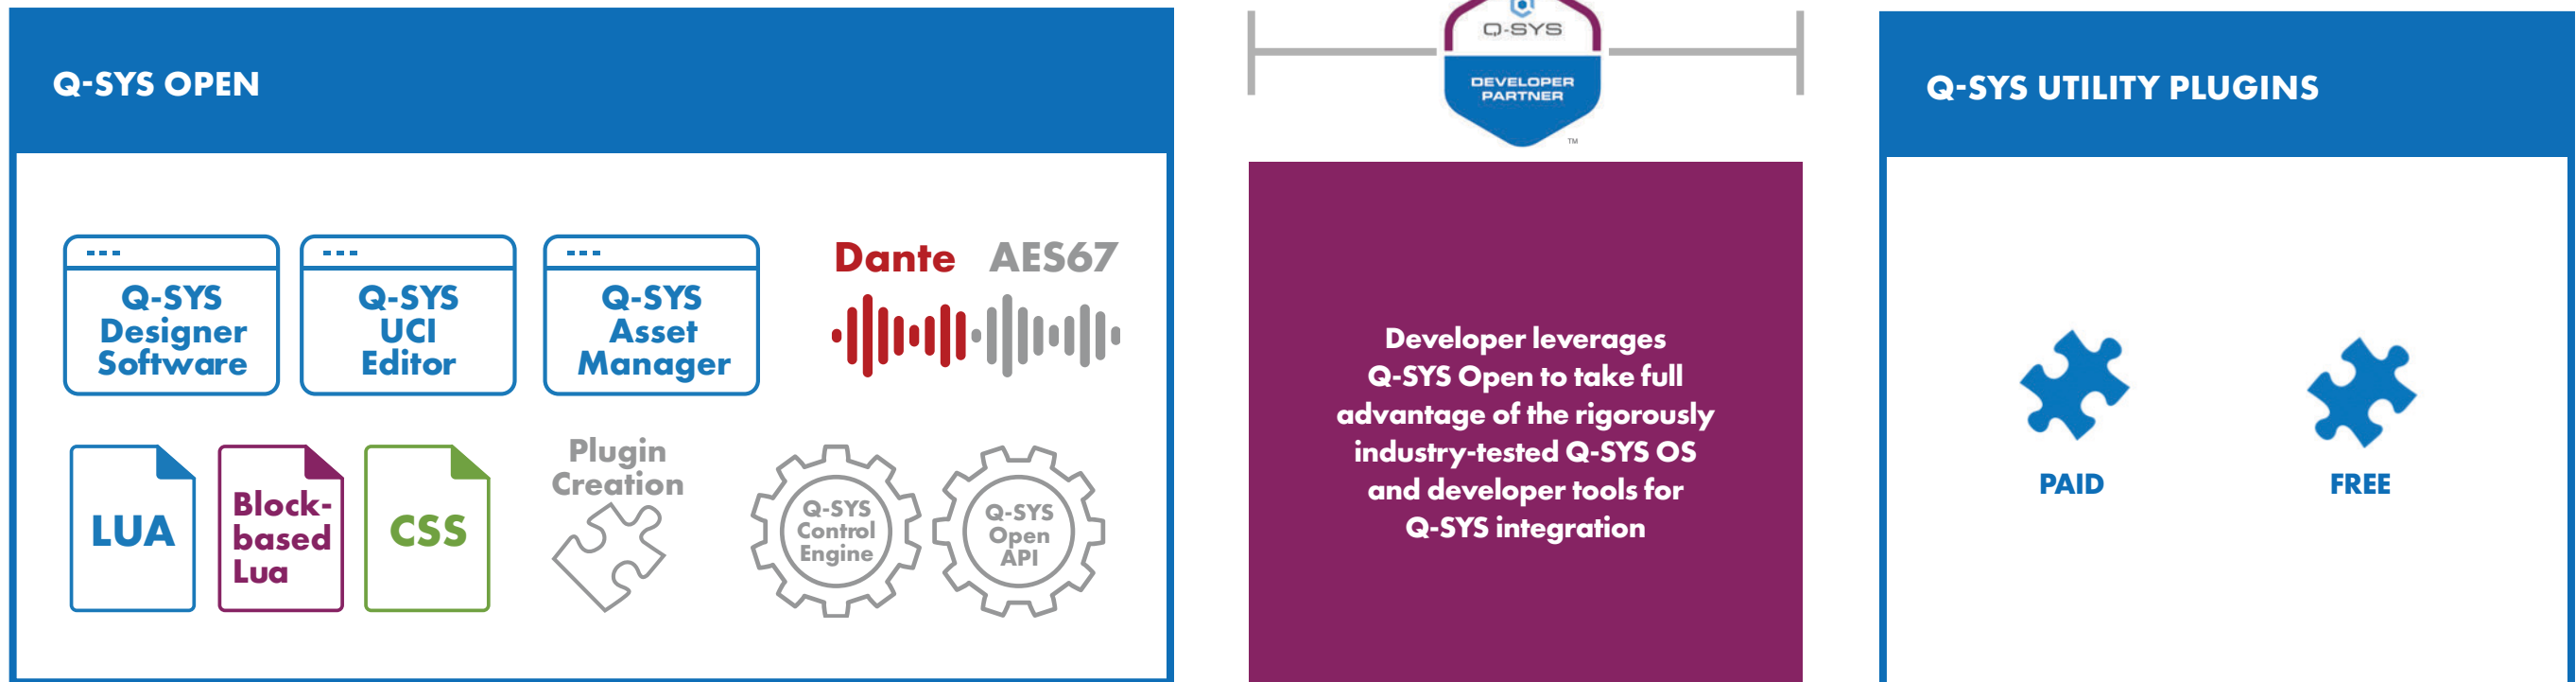 Q-SYS OPEN
Q-SYS
Designer
Software
Q-SYS
UCI
Editor
Q-SYS
Asset
Manager
Dante
AES67
LUA
Block-
based
Lua
CSS
Plugin
Creation
Q-SYS
Control
Engine
Q-SYS
Open
API
Q-SYS
DEVELOPER
PARTNER
TM
Developer leverages
Q-SYS Open to take full
advantage of the rigorously
industry-tested Q-SYS OS
and developer tools for
Q-SYS integration
Q-SYS UTILITY PLUGINS
PAID
FREE